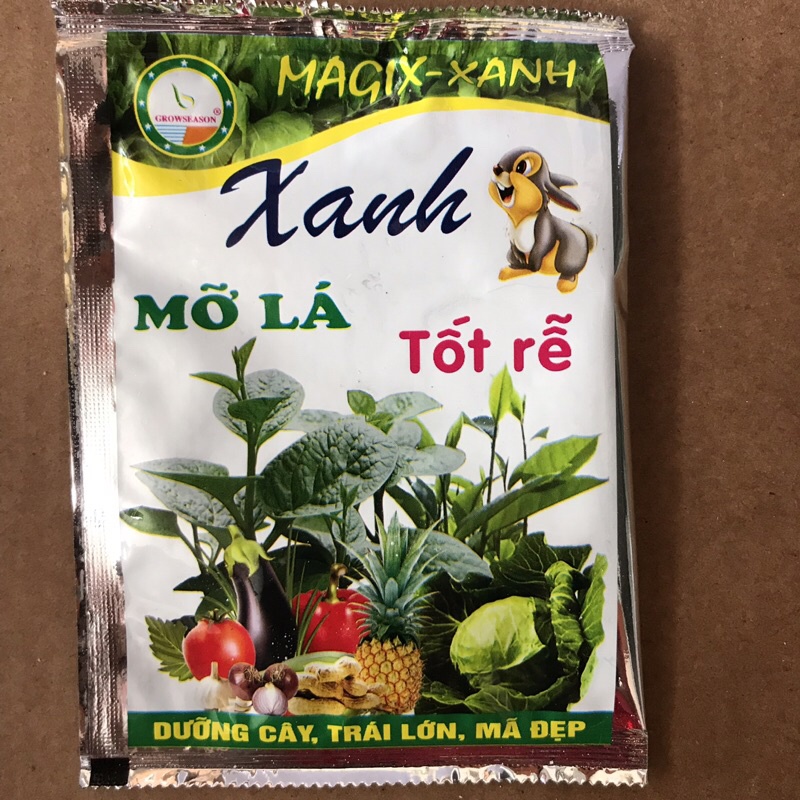 MAGIX-XANH
GROWSEASON ®
Xanh
MỠ LÁ
Tốt rễ
DƯỠNG CÂY, TRÁI LỚN, MÃ ĐẸP